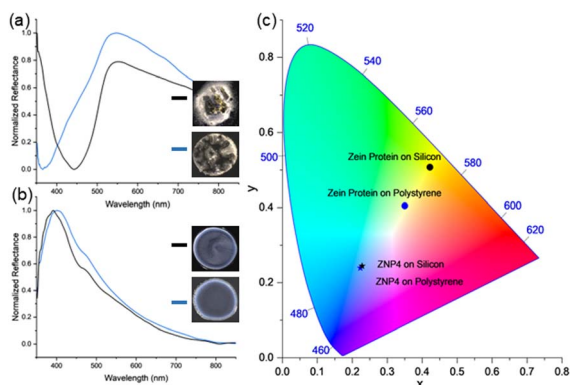 (a)
Normalized Reflectance
1.0
0.8
0.6
0.4
0.2
0.0
400 500 600 700 800
Wavelength (nm)
(b)
Normalized Reflectance
1.0
0.8
0.6
0.4
0.2
0.0
400 500 600 700 800
Wavelength (nm)
(c)
y
0.8
0.6
0.4
0.2
0.0
0.0 0.1 0.2 0.3 0.4 0.5 0.6 0.7 0.8
x
520
540
560
500
580
600
620
480
460
Zein Protein on Silicon
Zein Protein on Polystyrene
ZNP4 on Silicon
ZNP4 on Polystyrene